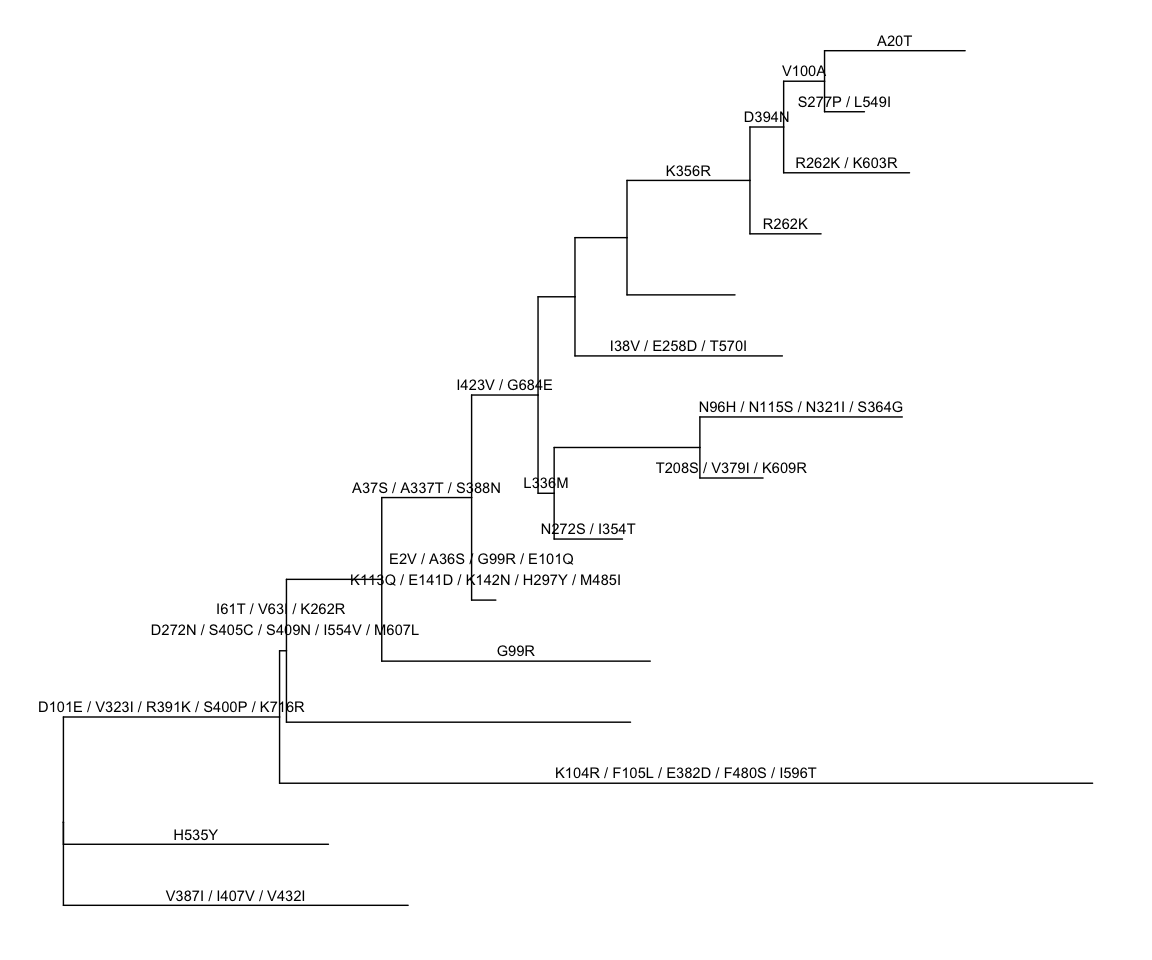 A20T
V100A
S277P / L549I
D394N
R262K / K603R
K356R
R262K
I38V / E258D / T570I
I423V / G684E
N96H / N115S / N321I / S364G
T208S / V379I / K609R
L336M
A37S / A337T / S388N
N272S / I354T
E2V / A36S / G99R / E101Q
K113Q / E141D / K142N / H297Y / M485I
I61T / V63I / K262R
D272N / S405C / S409N / I554V / M607L
G99R
D101E / V323I / R391K / S400P / K716R
K104R / F105L / E382D / F480S / I596T
H535Y
V387I / I407V / V432I